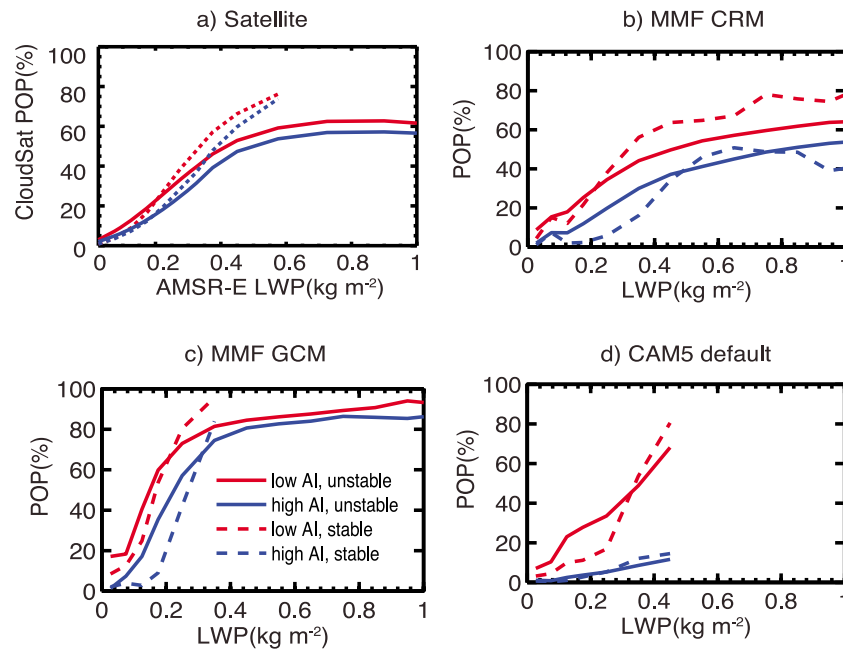 a) Satellite
CloudSat POP(%)
100
80
60
40
20
0
0 0.2 0.4 0.6 0.8 1
AMSR-E LWP(kg m⁻²)
b) MMF CRM
POP(%)
100
80
60
40
20
0
0 0.2 0.4 0.6 0.8 1
LWP(kg m⁻²)
c) MMF GCM
POP(%)
100
80
60
40
20
0
low AI, unstable
high AI, unstable
low AI, stable
high AI, stable
0 0.2 0.4 0.6 0.8 1
LWP(kg m⁻²)
d) CAM5 default
POP(%)
100
80
60
40
20
0
0 0.2 0.4 0.6 0.8 1
LWP(kg m⁻²)